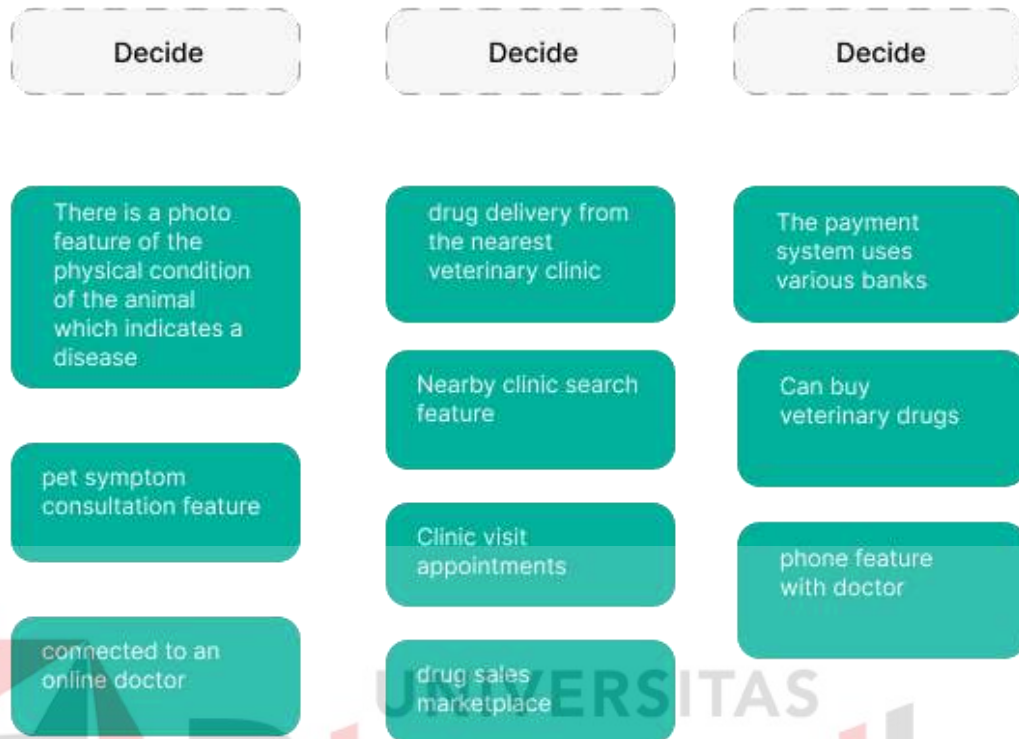 Decide
Decide
Decide
There is a photo
feature of the
physical condition
of the animal
which indicates a
disease
pet symptom
consultation feature
connected to an
online doctor
drug delivery from
the nearest
veterinary clinic
Nearby clinic search
feature
Clinic visit
appointments
drug sales
marketplace
The payment
system uses
various banks
Can buy
veterinary drugs
phone feature
with doctor
UNIVERSITAS